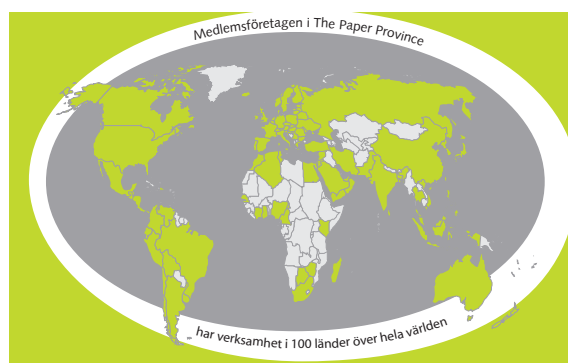 Medlemsföretagen i The Paper Province
har verksamhet i 100 länder över hela världen